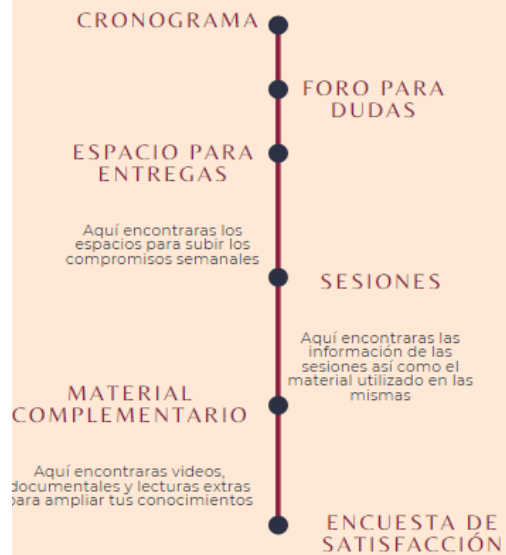 CRONOGRAMA
FORO PARA
DUDAS
ESPACIO PARA
ENTREGAS
Aquí encontraras los
espacios para subir los
compromisos semanales
SESIONES
Aquí encontraras las
información de las
sesiones así como el
material utilizado en las
mismas
MATERIAL
COMPLEMENTARIO
Aquí encontraras videos,
documentales y lecturas extras
para ampliar tus conocimientos
ENCUESTA DE
SATISFACCIÓN